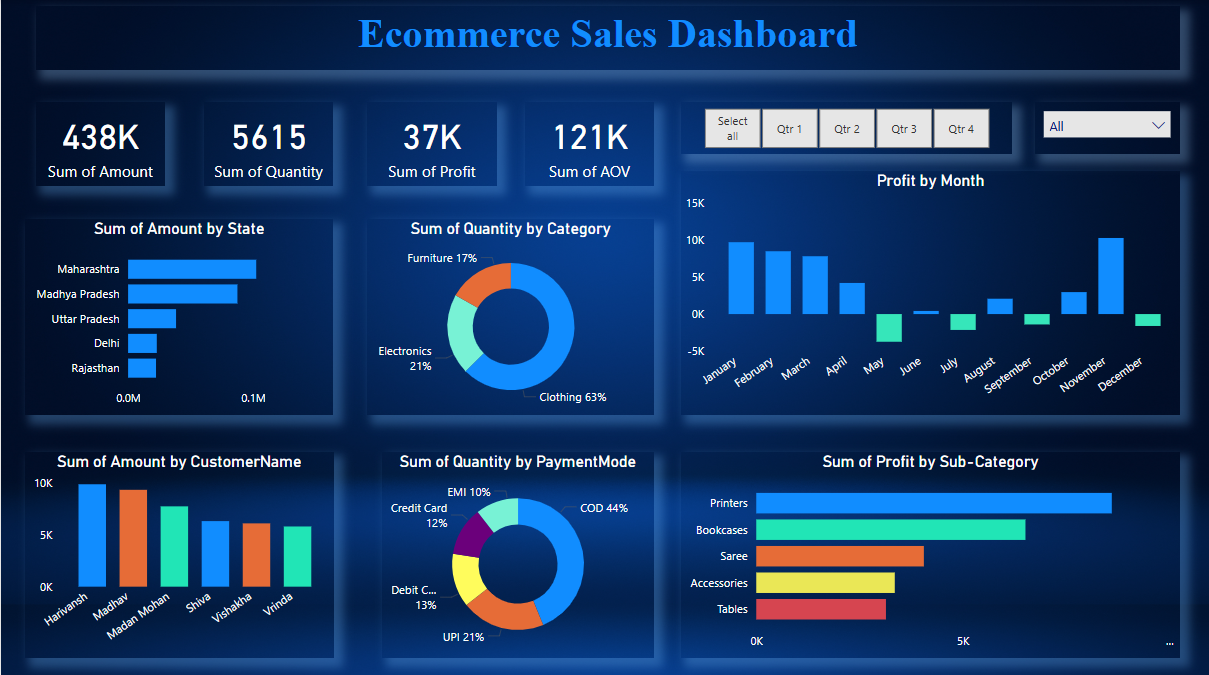 Ecommerce Sales Dashboard
438K
Sum of Amount
5615
Sum of Quantity
37K
Sum of Profit
121K
Sum of AOV
Select
all
Qtr 1
Qtr 2
Qtr 3
Qtr 4
All
Sum of Amount by State
Maharashtra
Madhya Pradesh
Uttar Pradesh
Delhi
Rajasthan
0.0M
0.1M
Sum of Quantity by Category
Furniture 17%
Electronics
21%
Clothing 63%
Profit by Month
15K
10K
5K
0K
-5K
January
February
March
April
May
June
July
August
September
October
November
December
Sum of Amount by CustomerName
10K
5K
0K
Harivansh
Madhav
Madan Mohan
Shiva
Vishakha
Vrinda
Sum of Quantity by PaymentMode
EMI 10%
Credit Card
12%
COD 44%
Debit C...
13%
UPI 21%
Sum of Profit by Sub-Category
Printers
Bookcases
Saree
Accessories
Tables
0K
5K
...